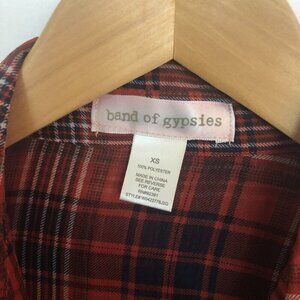 band of gypsies
XS
100% POLYESTER
MADE IN CHINA
SEE REVERSE
FOR CARE